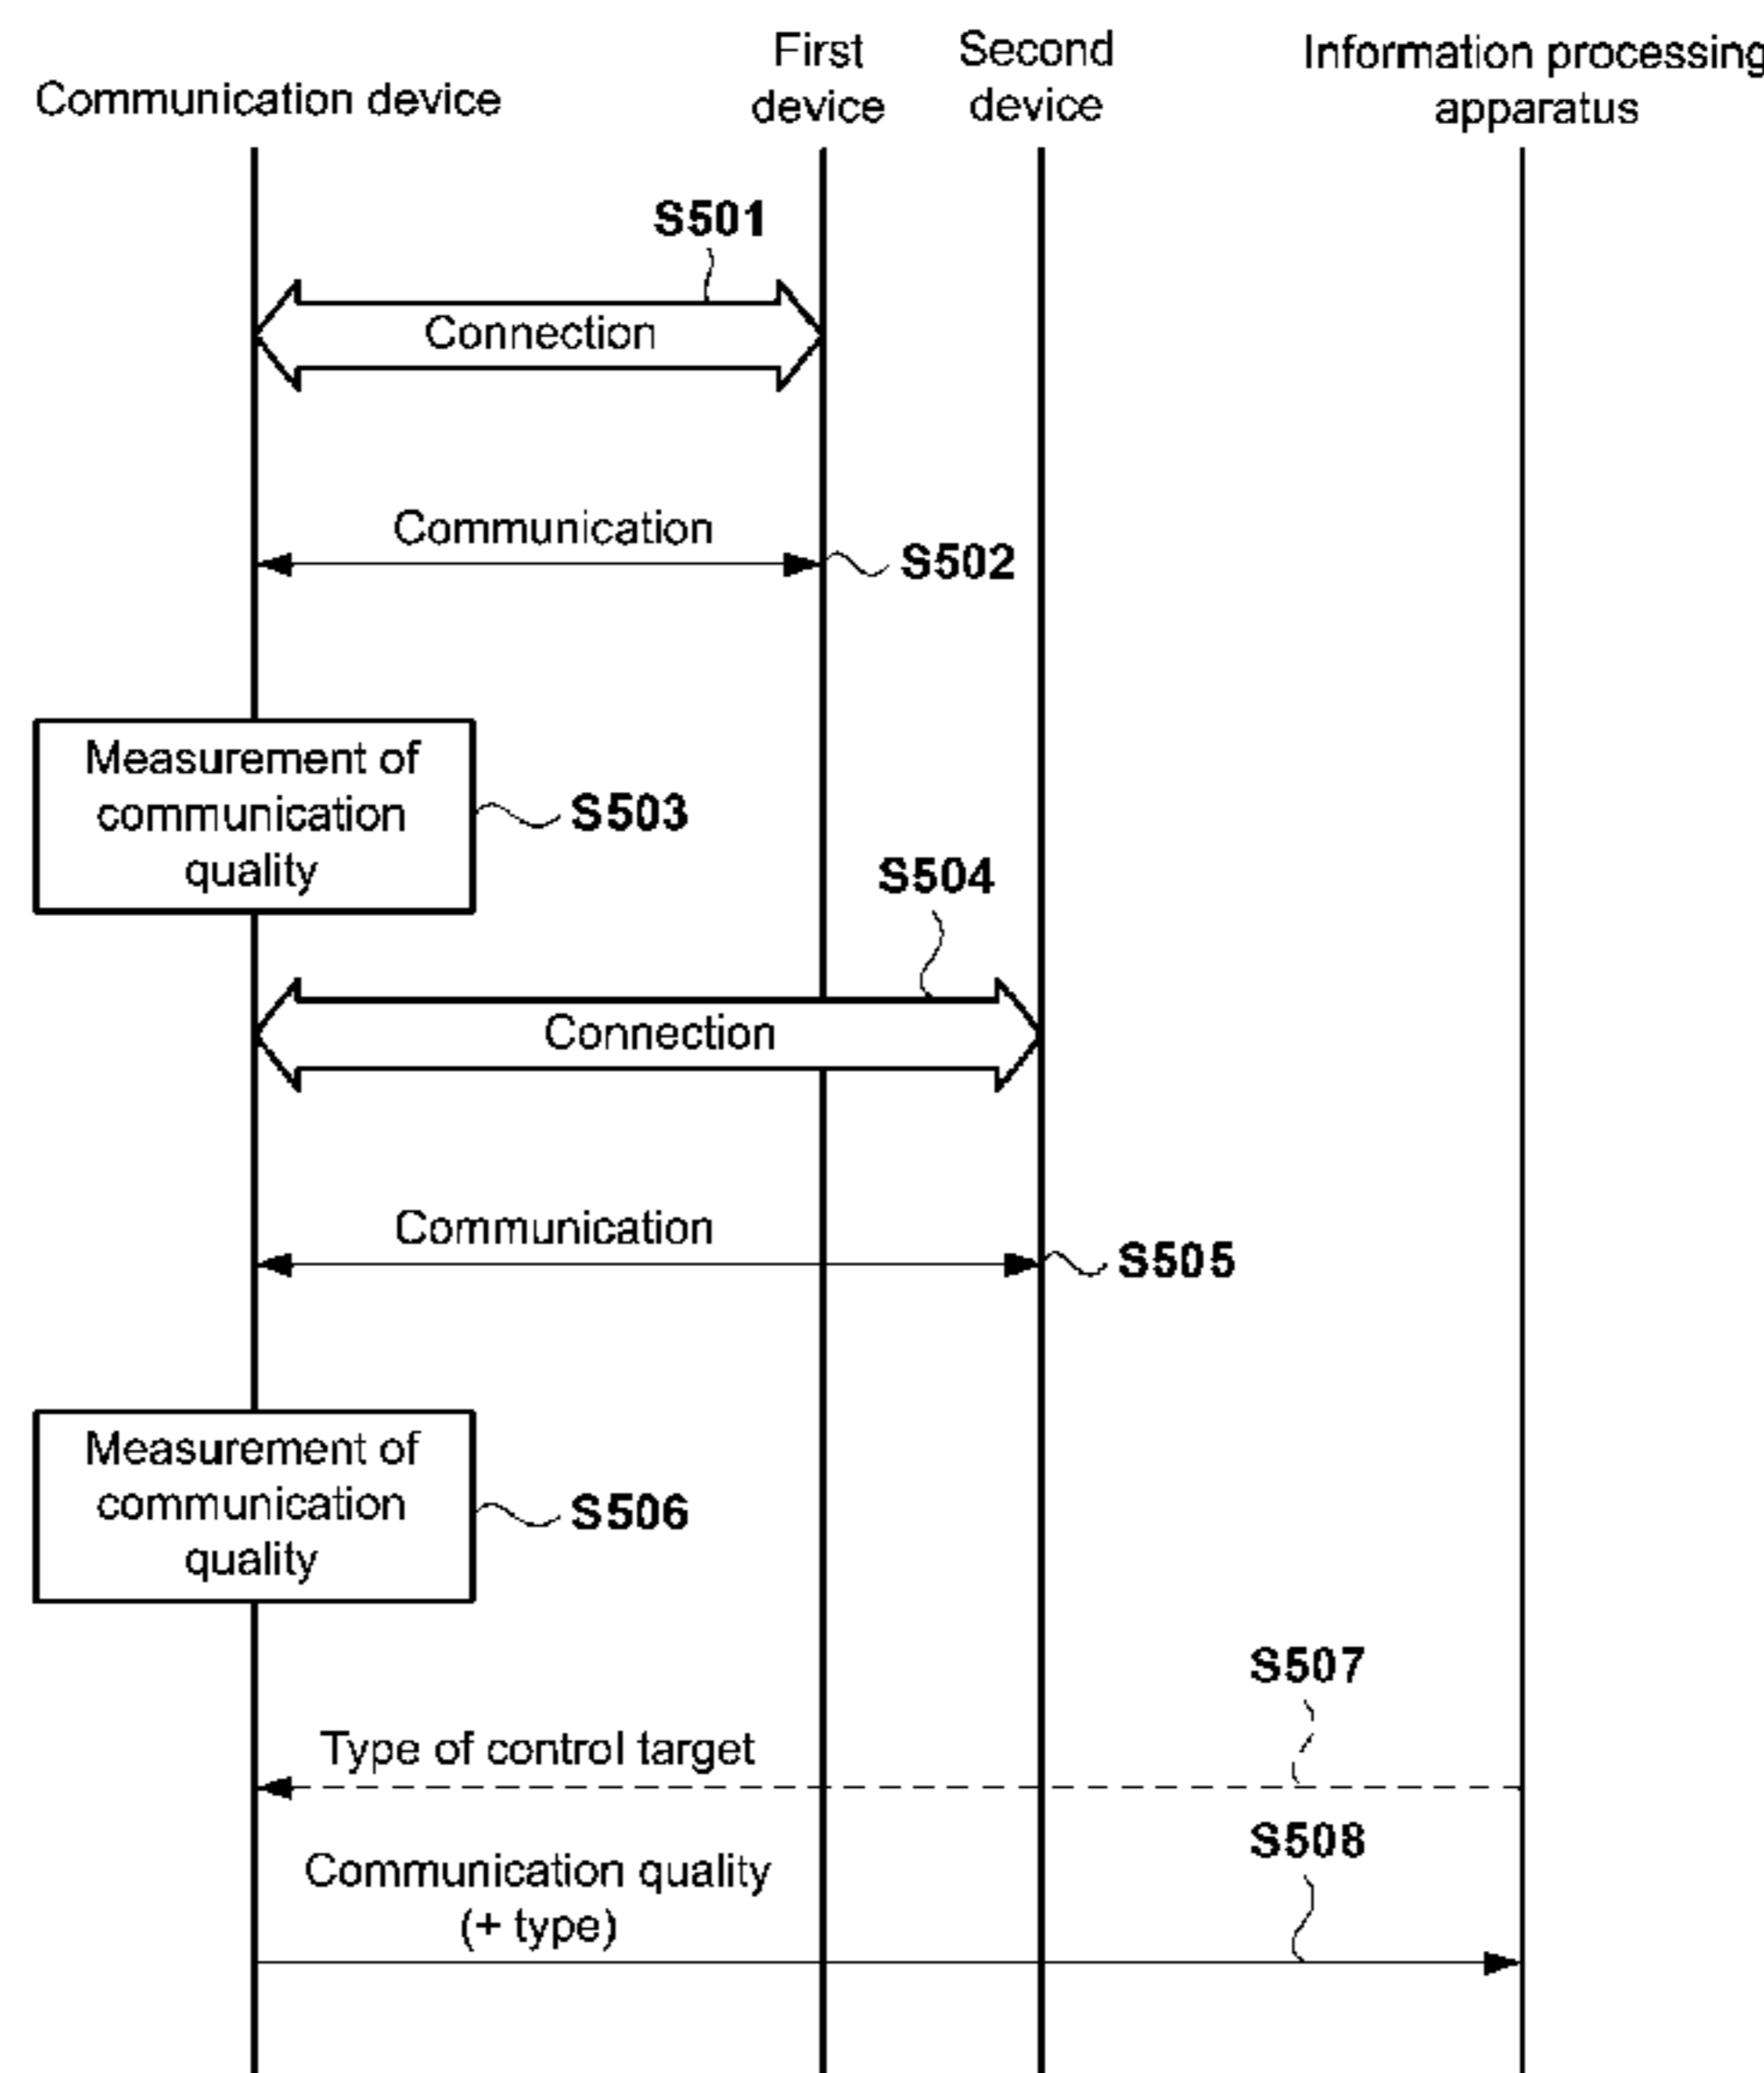 Communication device
First
device
Second
device
Information processing
apparatus
S501
Connection
Communication
S502
Measurement of
communication
quality
S503
S504
Connection
Communication
S505
Measurement of
communication
quality
S506
S507
Type of control target
S508
Communication quality
(+ type)